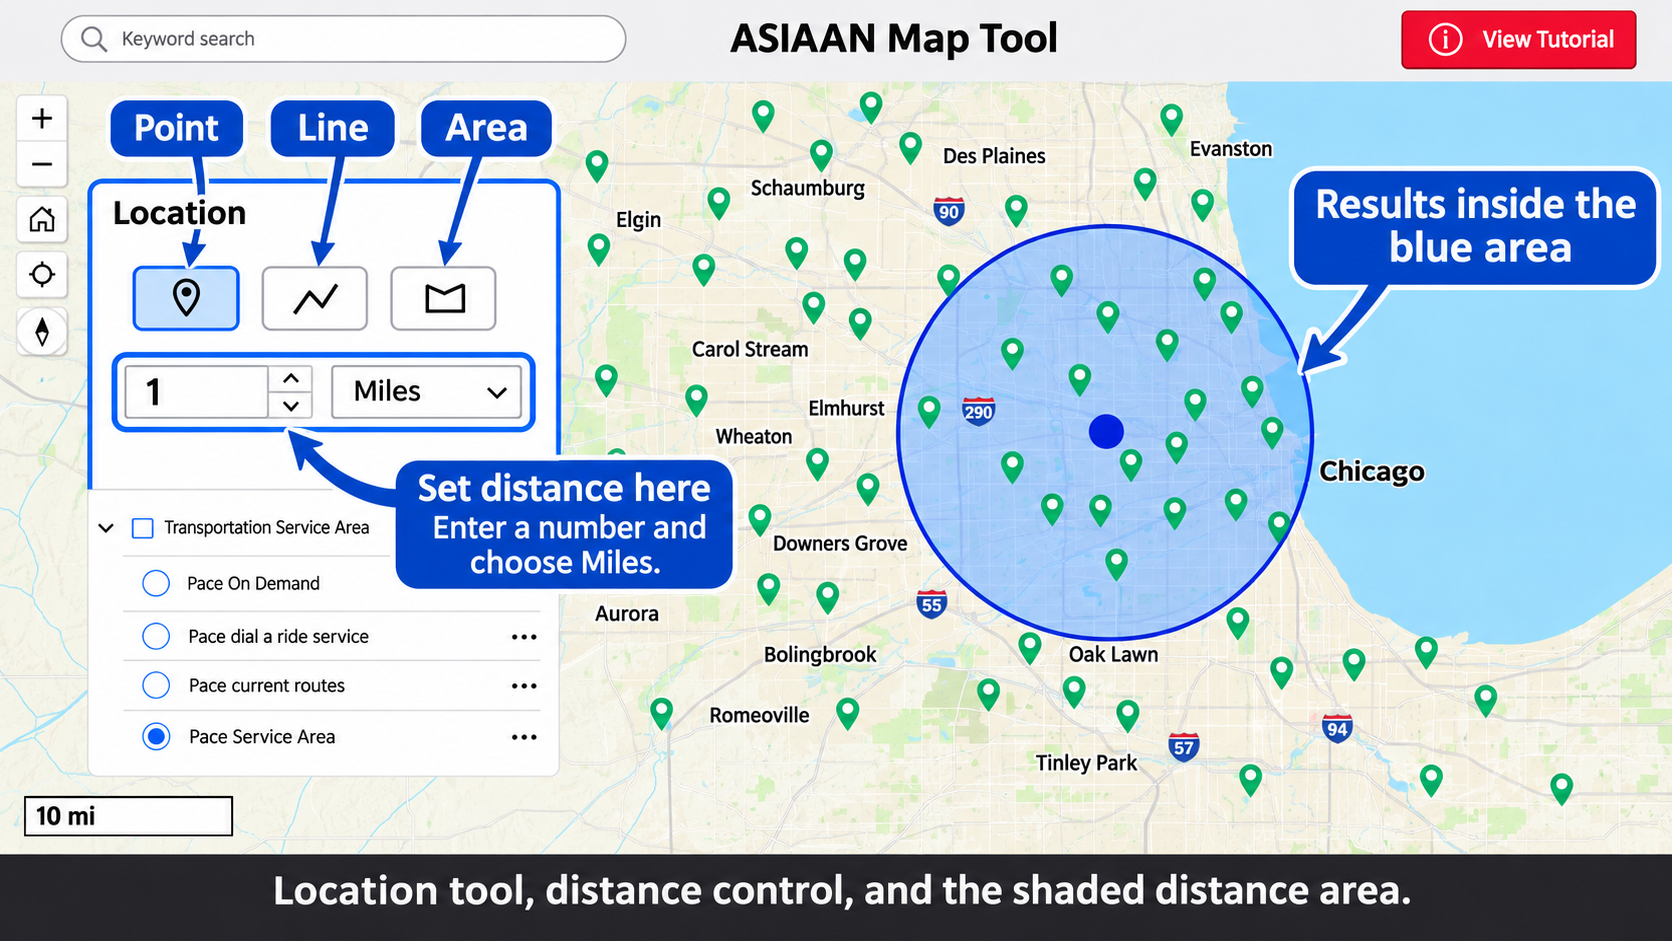 Keyword search
ASIAAN Map Tool
View Tutorial
Point
Line
Area
Location
1
Miles
Set distance here
Enter a number and
choose Miles.
Transportation Service Area
Pace On Demand
Pace dial a ride service
Pace current routes
Pace Service Area
10 mi
Des Plaines
Evanston
Schaumburg
90
Elgin
Results inside the
blue area
Carol Stream
Elmhurst
290
Wheaton
Chicago
Downers Grove
55
Aurora
Bolingbrook
Oak Lawn
Romeoville
57
94
Tinley Park
Location tool, distance control, and the shaded distance area.